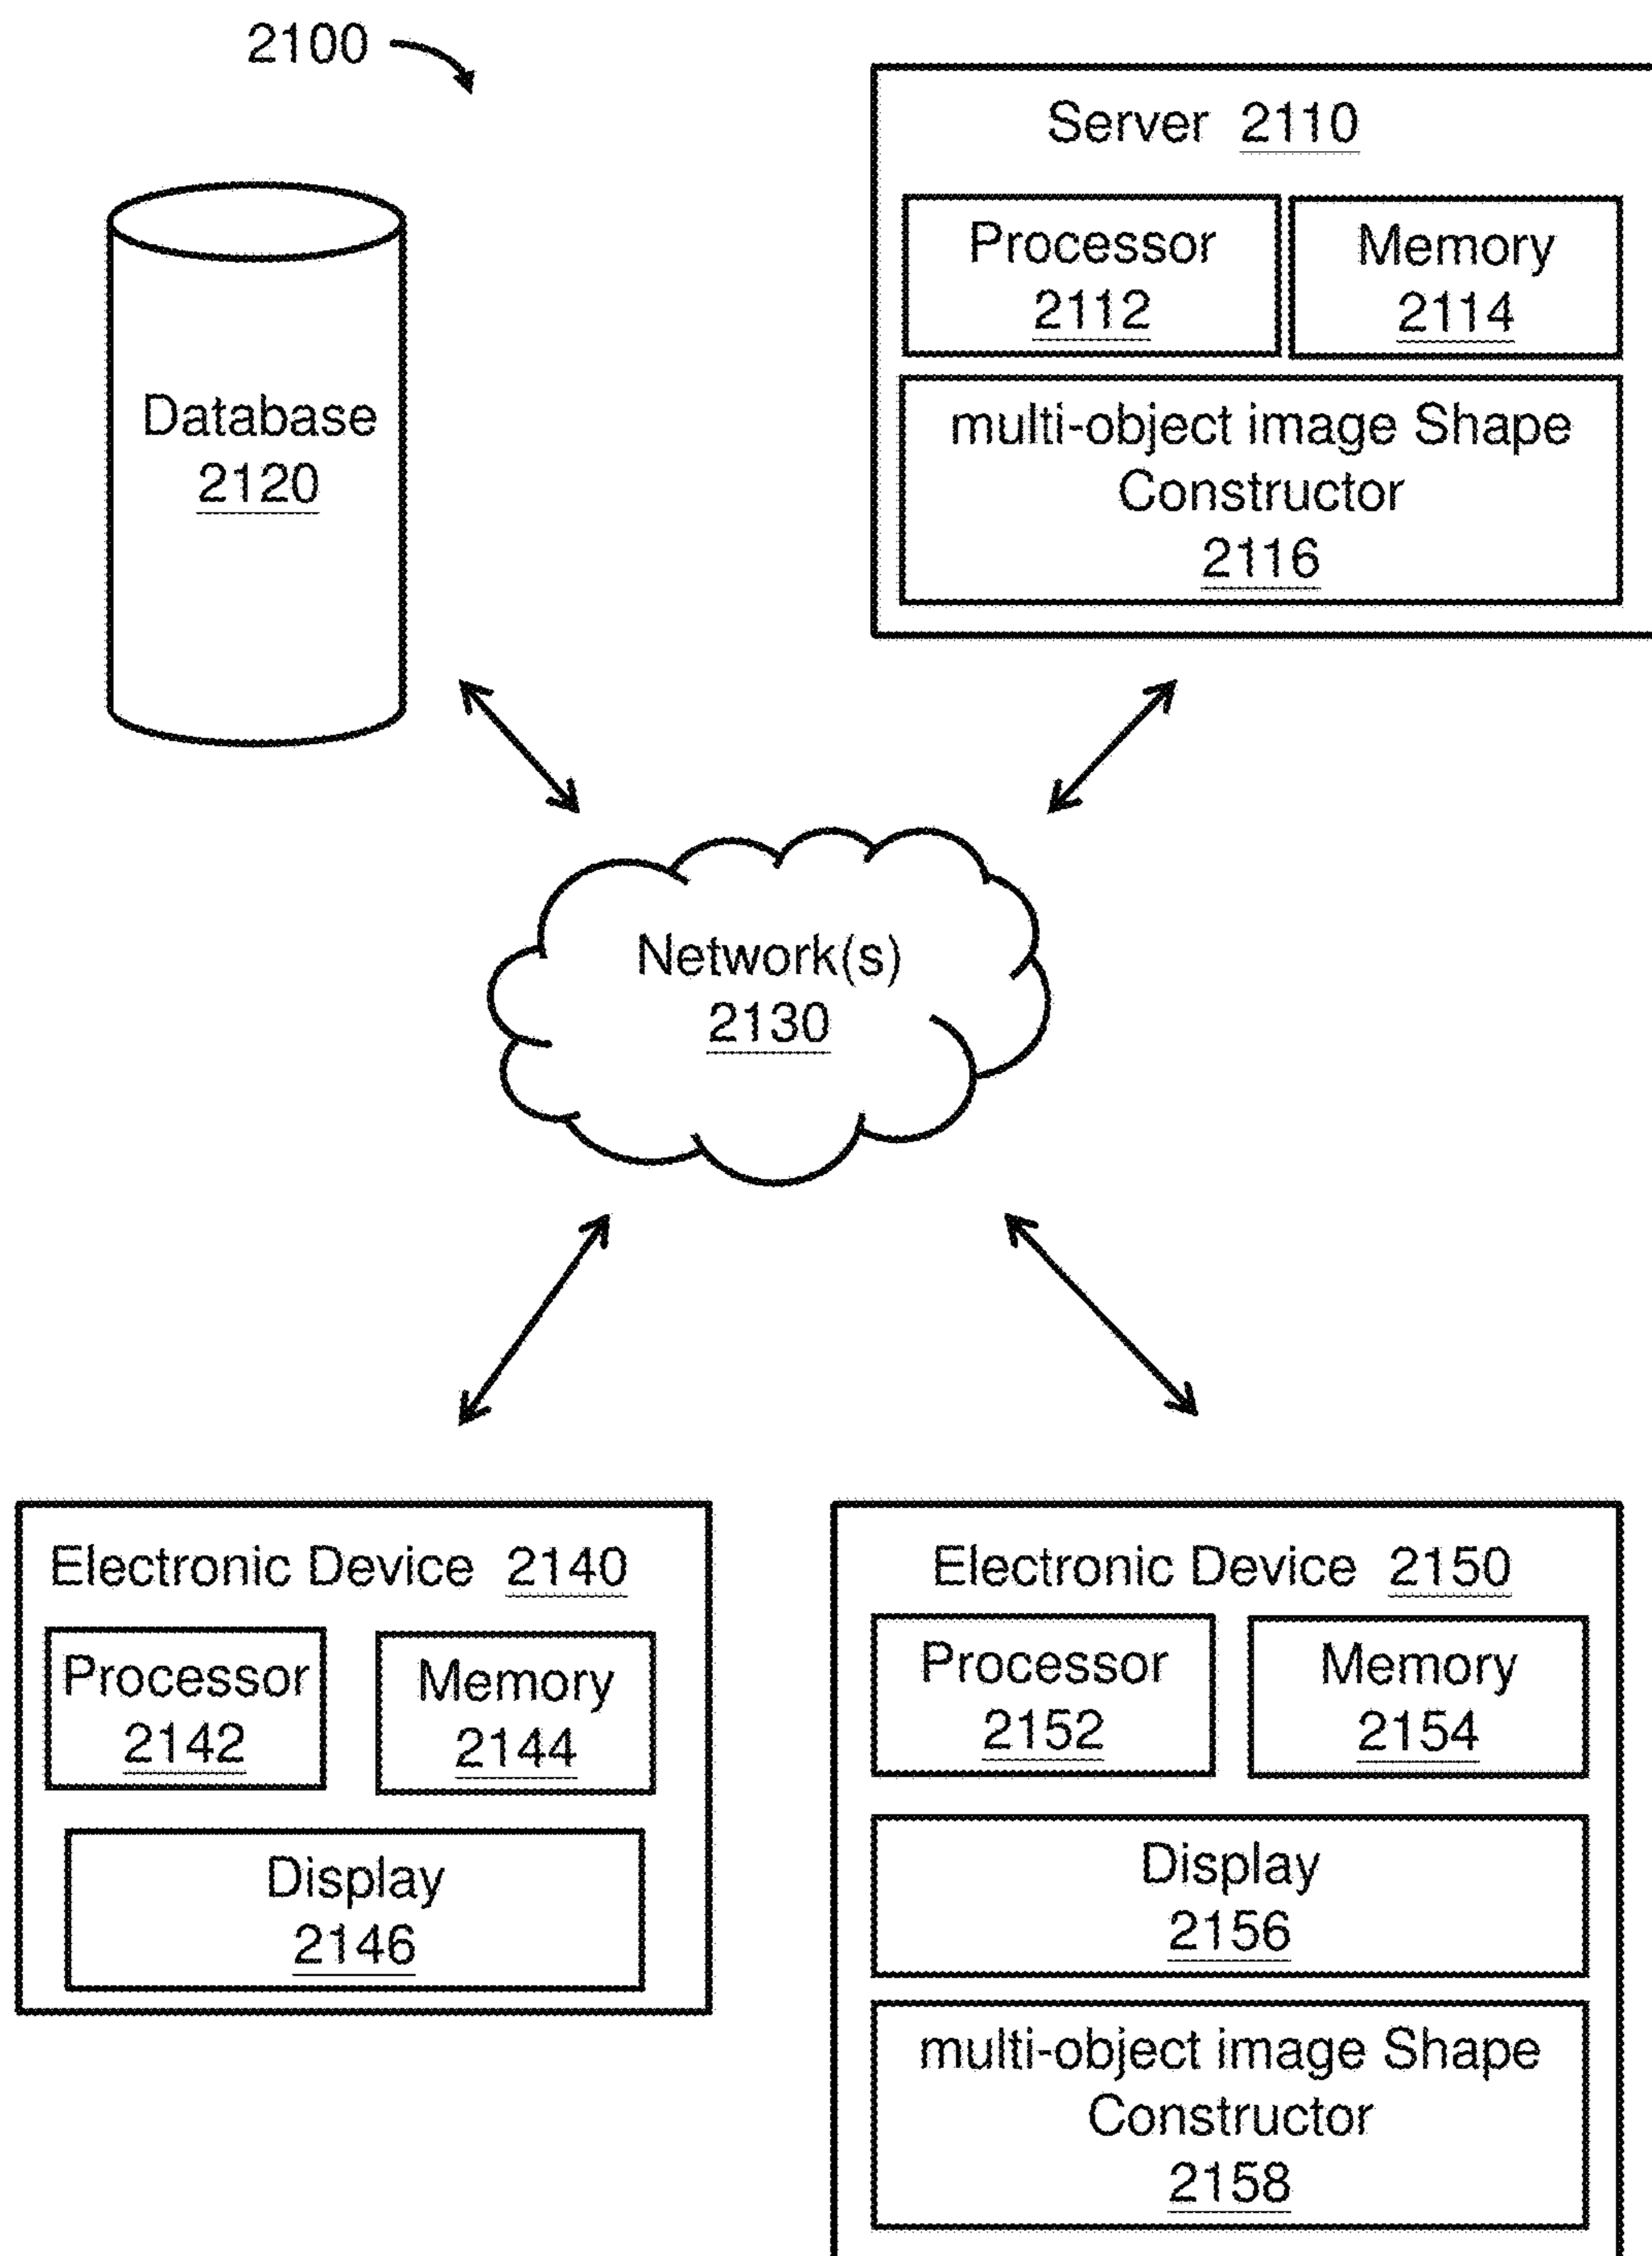 2100
Server 2110
Processor
2112
Memory
2114
multi-object image Shape
Constructor
2116
Database
2120
Network(s)
2130
Electronic Device 2140
Processor
2142
Memory
2144
Display
2146
Electronic Device 2150
Processor
2152
Memory
2154
Display
2156
multi-object image Shape
Constructor
2158